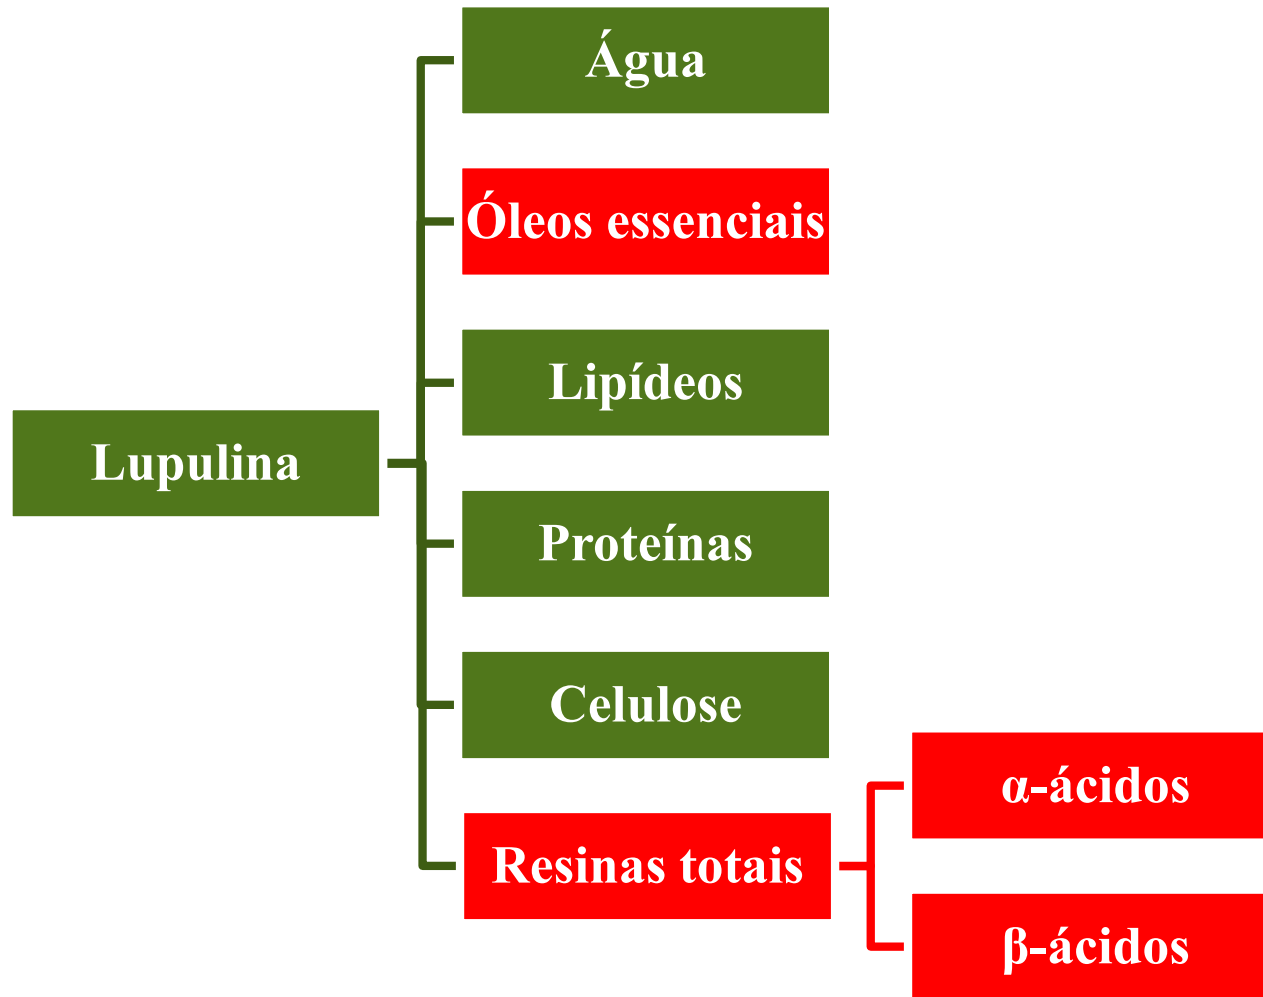 Água
Óleos essenciais
Lipídeos
Lupulina
Proteínas
Celulose
α-ácidos
Resinas totais
β-ácidos